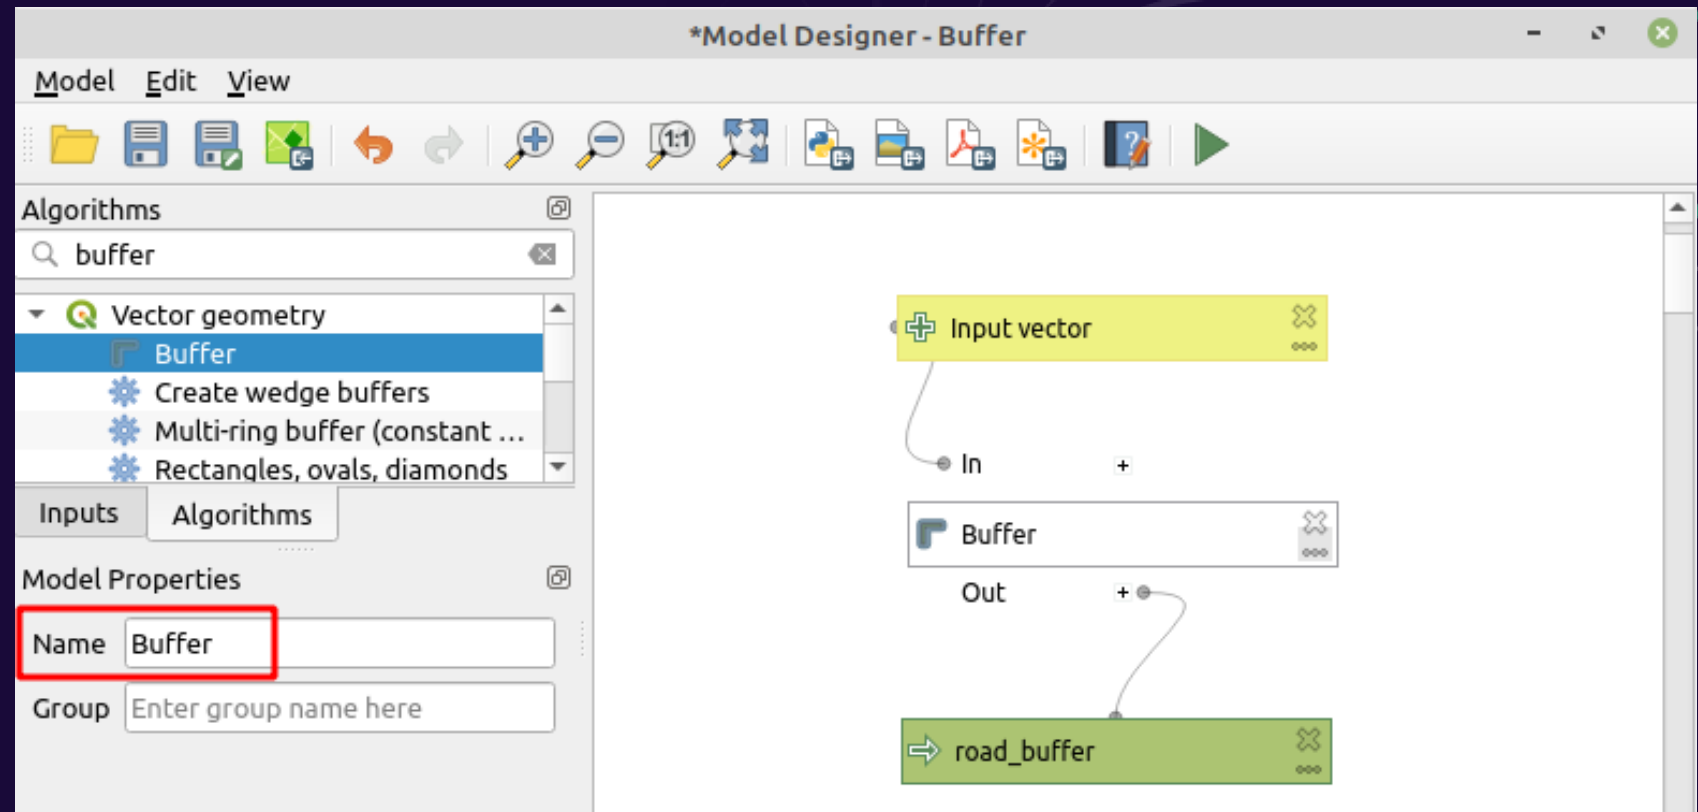 *Model Designer - Buffer
Model Edit View
1:1
Algorithms
buffer
Vector geometry
Buffer
Create wedge buffers
Multi-ring buffer (constant ...
Rectangles, ovals, diamonds
Inputs Algorithms
Model Properties
Name Buffer
Group Enter group name here
Input vector
In +
Buffer
Out +
road_buffer